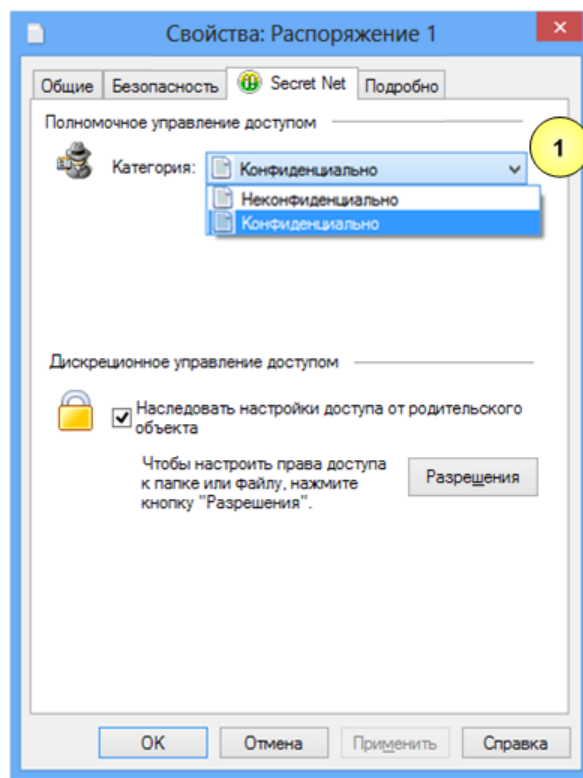 Свойства: Распоряжение 1
Общие Безопасность Secret Net Подробно
Полномочное управление доступом
1
Категория: Конфиденциально
Неконфиденциально
Конфиденциально
Дискреционное управление доступом
Наследовать настройки доступа от родительского
объекта
Чтобы настроить права доступа
к папке или файлу, нажмите
кнопку "Разрешения".
Разрешения
ОК Отмена Применить Справка